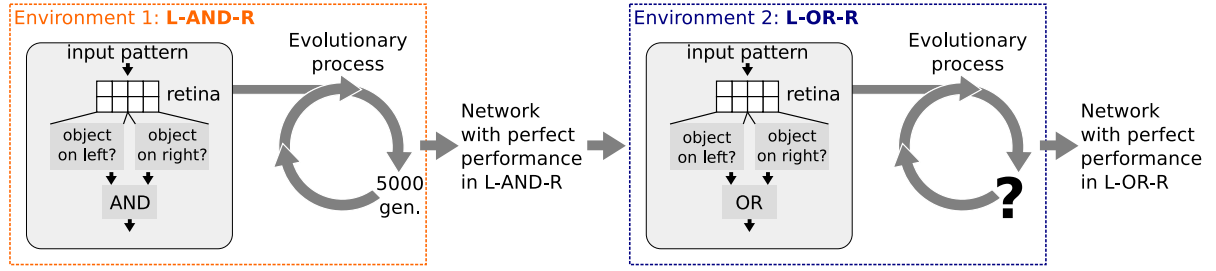 Environment 1: L-AND-R
input pattern
retina
object
on left?
object
on right?
AND
Evolutionary
process
5000
gen.
Network
with perfect
performance
in L-AND-R
Environment 2: L-OR-R
input pattern
retina
object
on left?
object
on right?
OR
Evolutionary
process
?
Network
with perfect
performance
in L-OR-R